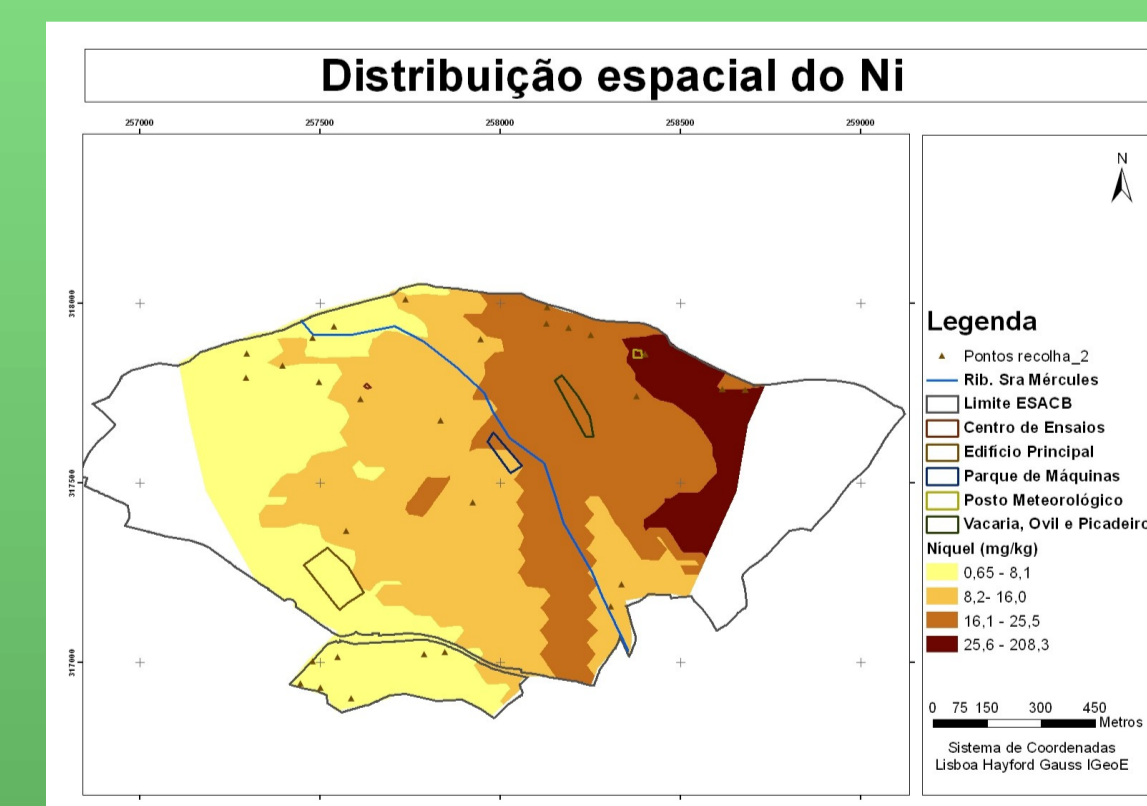 Distribuição espacial do Ni
257000 257500 258000 258500 259000
N
318000
317500
317000
Legenda
Pontos recolha_2
Rib. Sra Mércules
Limite ESACB
Centro de Ensaios
Edifício Principal
Parque de Máquinas
Posto Meteorológico
Vacaria, Ovil e Picadeiro
Níquel (mg/kg)
0,65 - 8,1
8,2- 16,0
16,1 - 25,5
25,6 - 208,3
0 75 150 300 450
Metros
Sistema de Coordenadas
Lisboa Hayford Gauss IGeoE